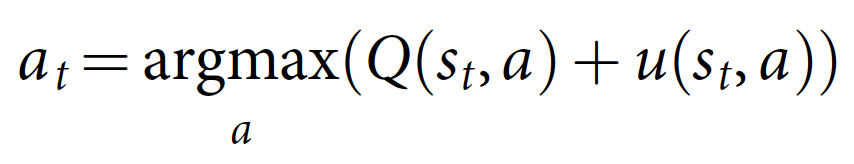 a_t = argmax(Q(s_t, a) + u(s_t, a))
a